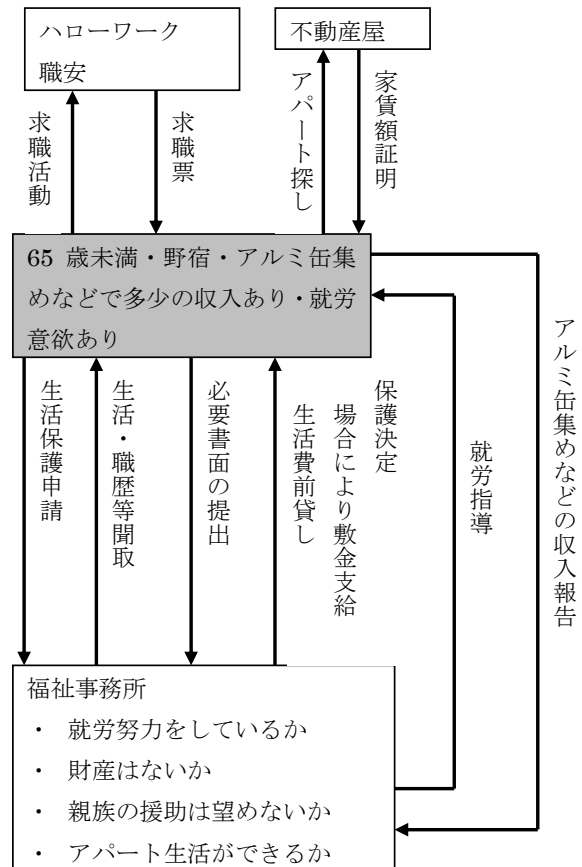 ハローワーク
職安
不動産屋
求職活動
求職票
アパート探し
家賃額証明
65 歳未満・野宿・アルミ缶集
めなどで多少の収入あり・就労
意欲あり
生活保護申請
生活・職歴等聞取
必要書面の提出
保護決定
場合により敷金支給
生活費前貸し
就労指導
アルミ缶集めなどの収入報告
福祉事務所
・ 就労努力をしているか
・ 財産はないか
・ 親族の援助は望めないか
・ アパート生活ができるか